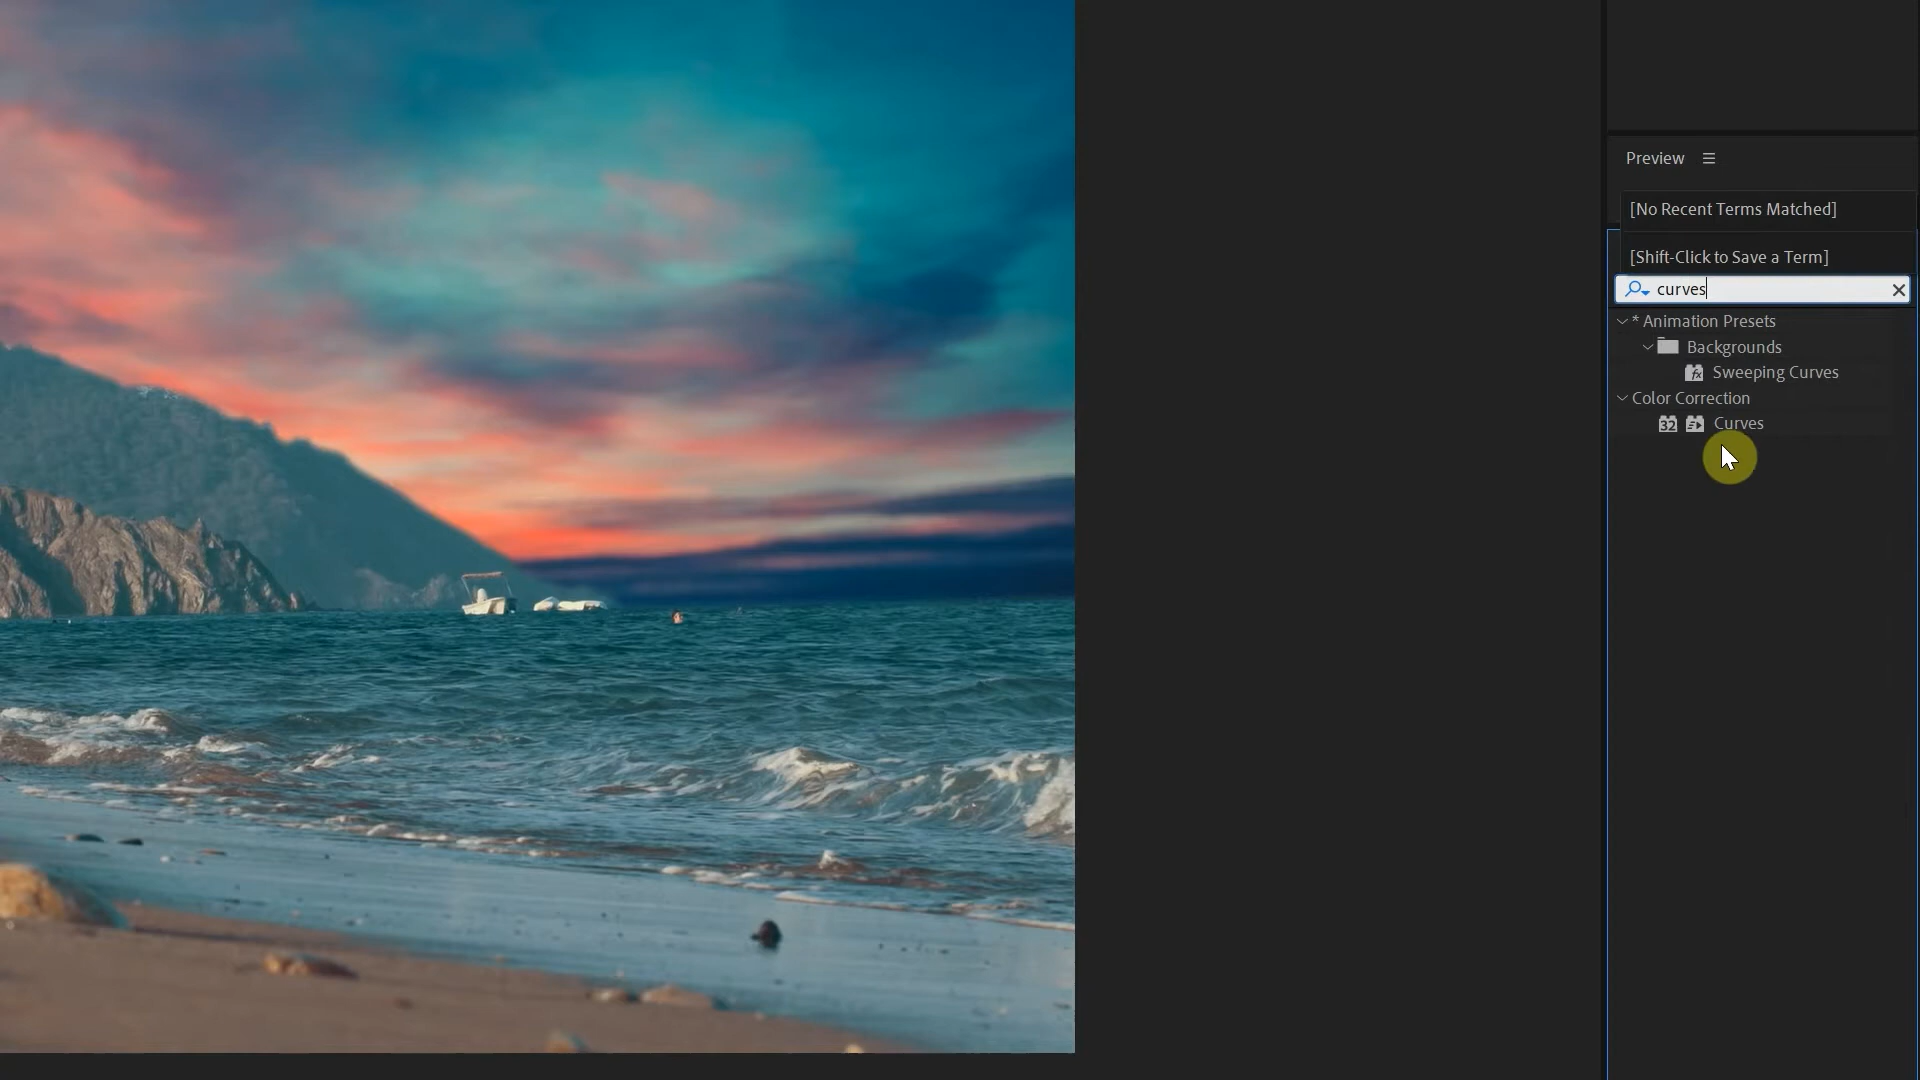 Preview
[No Recent Terms Matched]
[Shift-Click to Save a Term]
curves
* Animation Presets
Backgrounds
Sweeping Curves
Color Correction
32 Curves